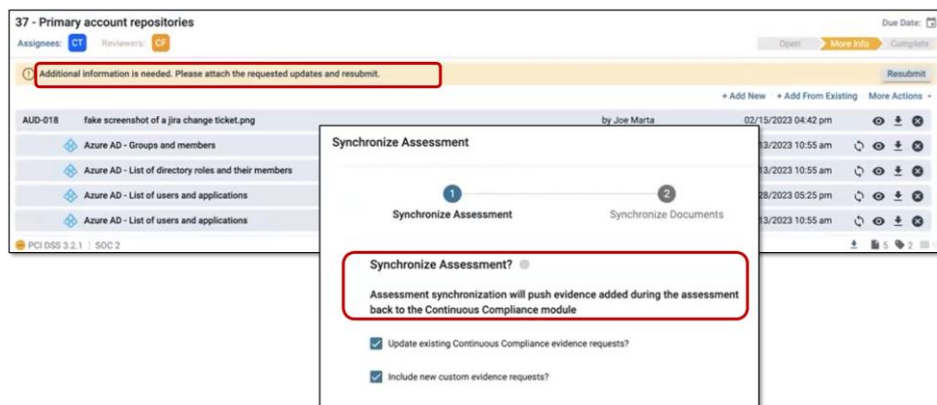 37 - Primary account repositories
Due Date:
Assignees: CT Reviewers: CF
Open More Info Complete
Additional information is needed. Please attach the requested updates and resubmit.
Resubmit
+ Add New + Add From Existing More Actions
AUD-018 fake screenshot of a jira change ticket.png by Joe Marta 02/15/2023 04:42 pm
Azure AD - Groups and members 13/2023 10:55 am
Azure AD - List of directory roles and their members 13/2023 10:55 am
Azure AD - List of users and applications 28/2023 05:25 pm
Azure AD - List of users and applications 13/2023 10:55 am
PCI DSS 3.2.1 | SOC 2
5 2
Synchronize Assessment
1 2
Synchronize Assessment Synchronize Documents
Synchronize Assessment?
Assessment synchronization will push evidence added during the assessment
back to the Continuous Compliance module
Update existing Continuous Compliance evidence requests?
Include new custom evidence requests?